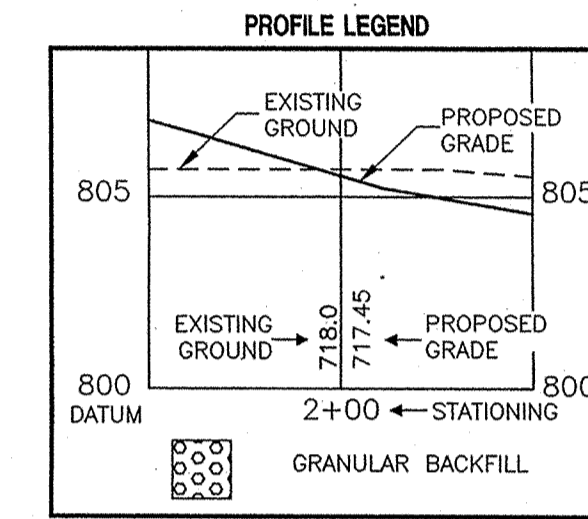 PROFILE LEGEND
EXISTING
GROUND
PROPOSED
GRADE
805
805
EXISTING
GROUND
718.0
717.45
PROPOSED
GRADE
800
800
DATUM
2+00
STATIONING
GRANULAR BACKFILL